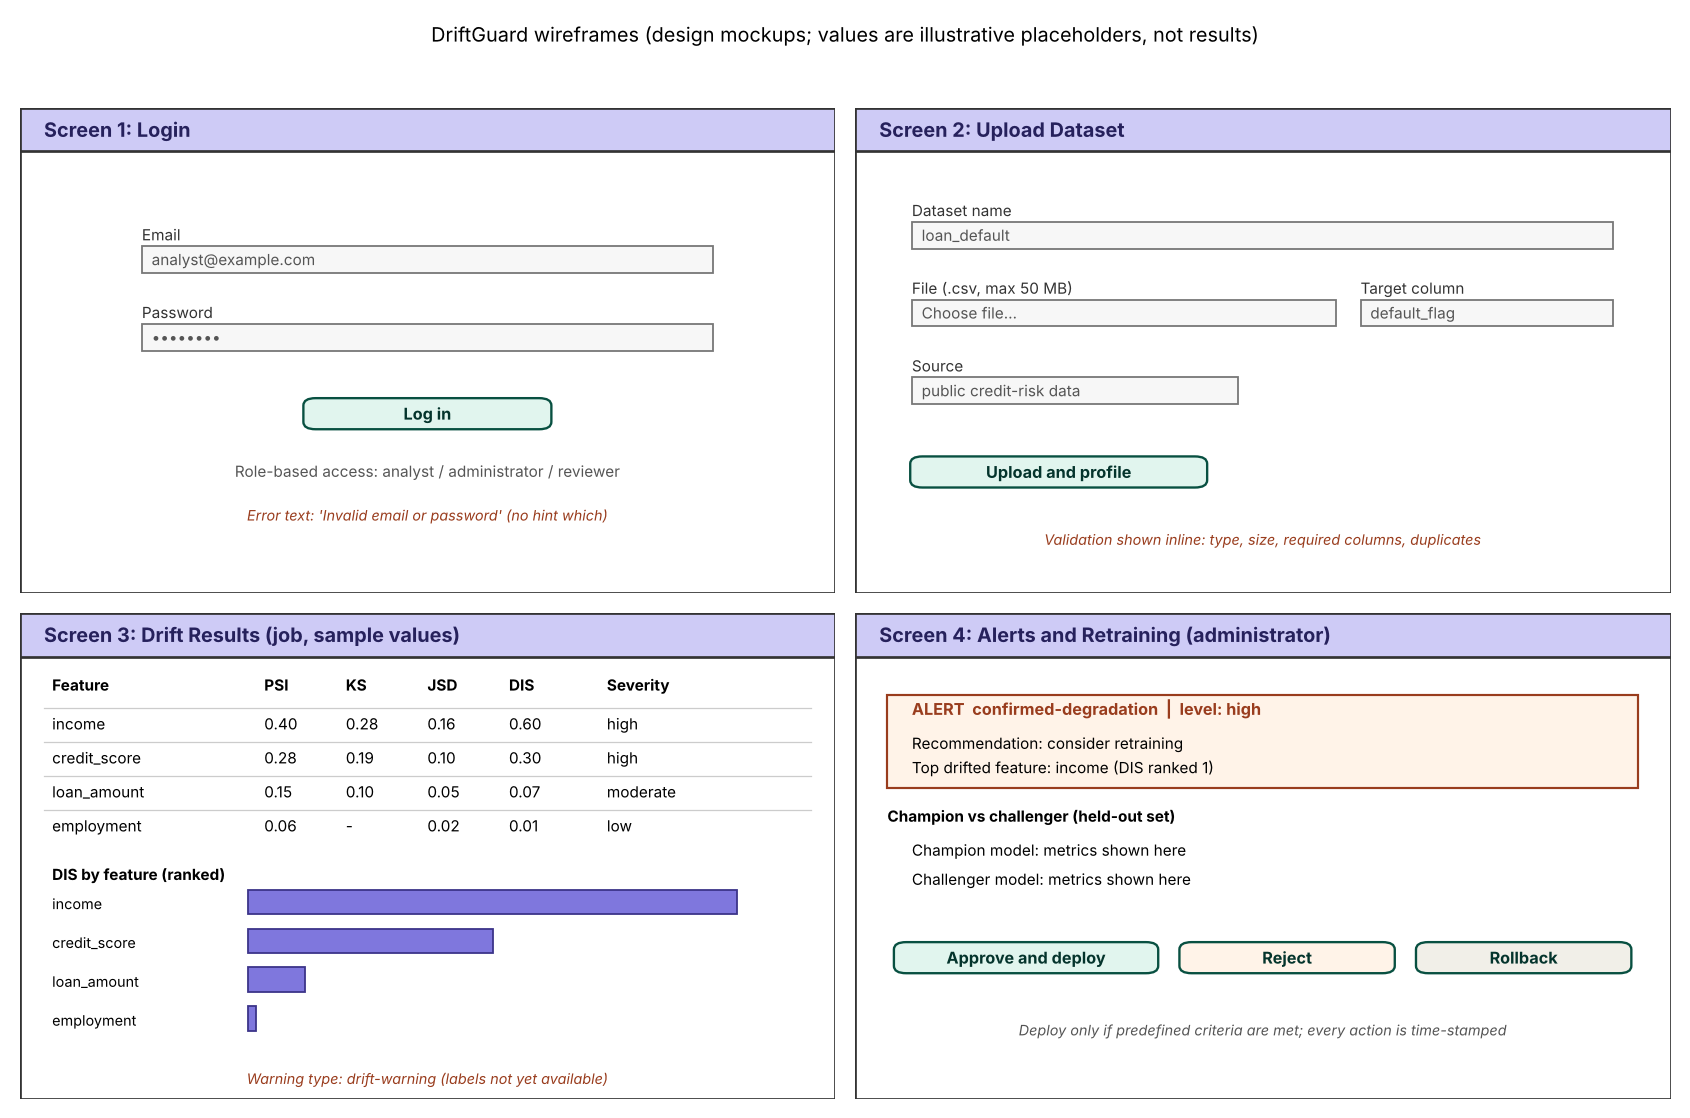 DriftGuard wireframes (design mockups; values are illustrative placeholders, not results)
Screen 1: Login
Email
analyst@example.com
Password
••••••••
Log in
Role-based access: analyst / administrator / reviewer
Error text: 'Invalid email or password' (no hint which)
Screen 2: Upload Dataset
Dataset name
loan_default
File (.csv, max 50 MB) Target column
Choose file... default_flag
Source
public credit-risk data
Upload and profile
Validation shown inline: type, size, required columns, duplicates
Screen 3: Drift Results (job, sample values)
Feature PSI KS JSD DIS Severity
income 0.40 0.28 0.16 0.60 high
credit_score 0.28 0.19 0.10 0.30 high
loan_amount 0.15 0.10 0.05 0.07 moderate
employment 0.06 - 0.02 0.01 low
DIS by feature (ranked)
income
credit_score
loan_amount
employment
Warning type: drift-warning (labels not yet available)
Screen 4: Alerts and Retraining (administrator)
ALERT confirmed-degradation | level: high
Recommendation: consider retraining
Top drifted feature: income (DIS ranked 1)
Champion vs challenger (held-out set)
Champion model: metrics shown here
Challenger model: metrics shown here
Approve and deploy Reject Rollback
Deploy only if predefined criteria are met; every action is time-stamped